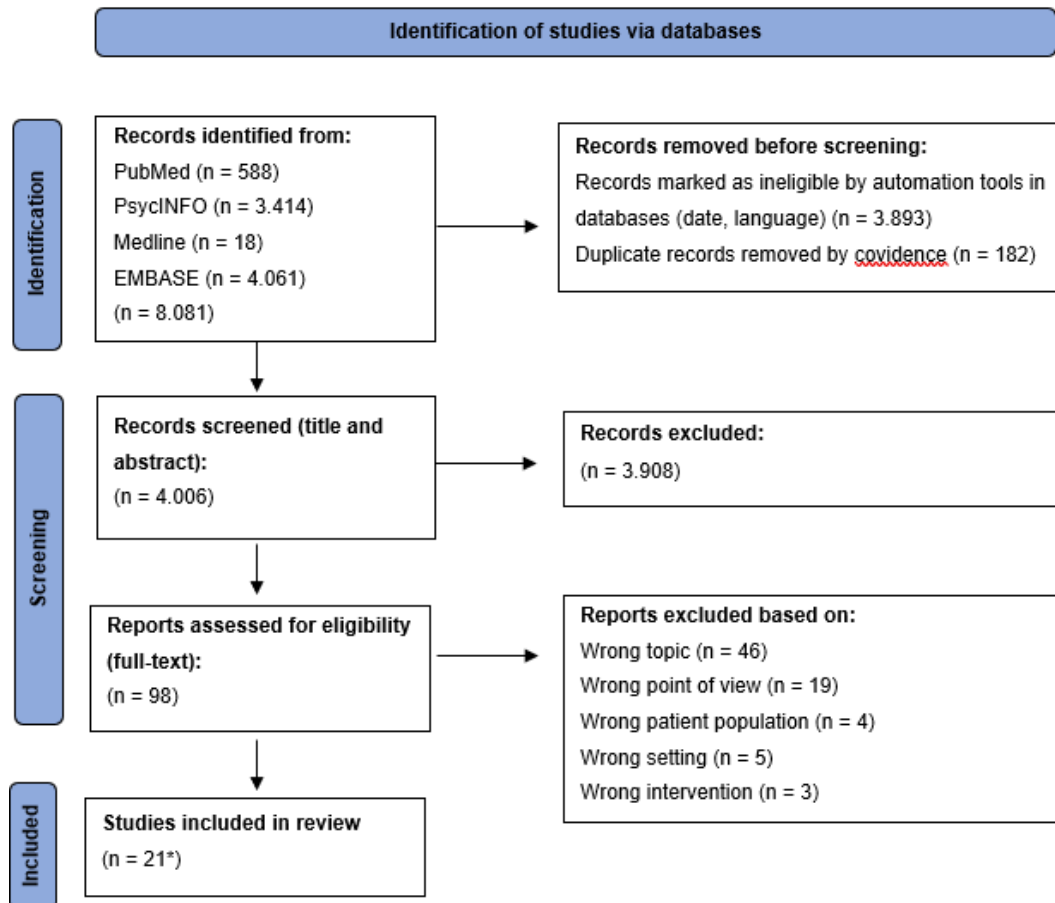 Identification of studies via databases
Identification
Records identified from:
PubMed (n = 588)
PsycINFO (n = 3.414)
Medline (n = 18)
EMBASE (n = 4.061)
(n = 8.081)
Records removed before screening:
Records marked as ineligible by automation tools in
databases (date, language) (n = 3.893)
Duplicate records removed by covidence (n = 182)
Screening
Records screened (title and
abstract):
(n = 4.006)
Records excluded:
(n = 3.908)
Reports assessed for eligibility
(full-text):
(n = 98)
Reports excluded based on:
Wrong topic (n = 46)
Wrong point of view (n = 19)
Wrong patient population (n = 4)
Wrong setting (n = 5)
Wrong intervention (n = 3)
Included
Studies included in review
(n = 21*)